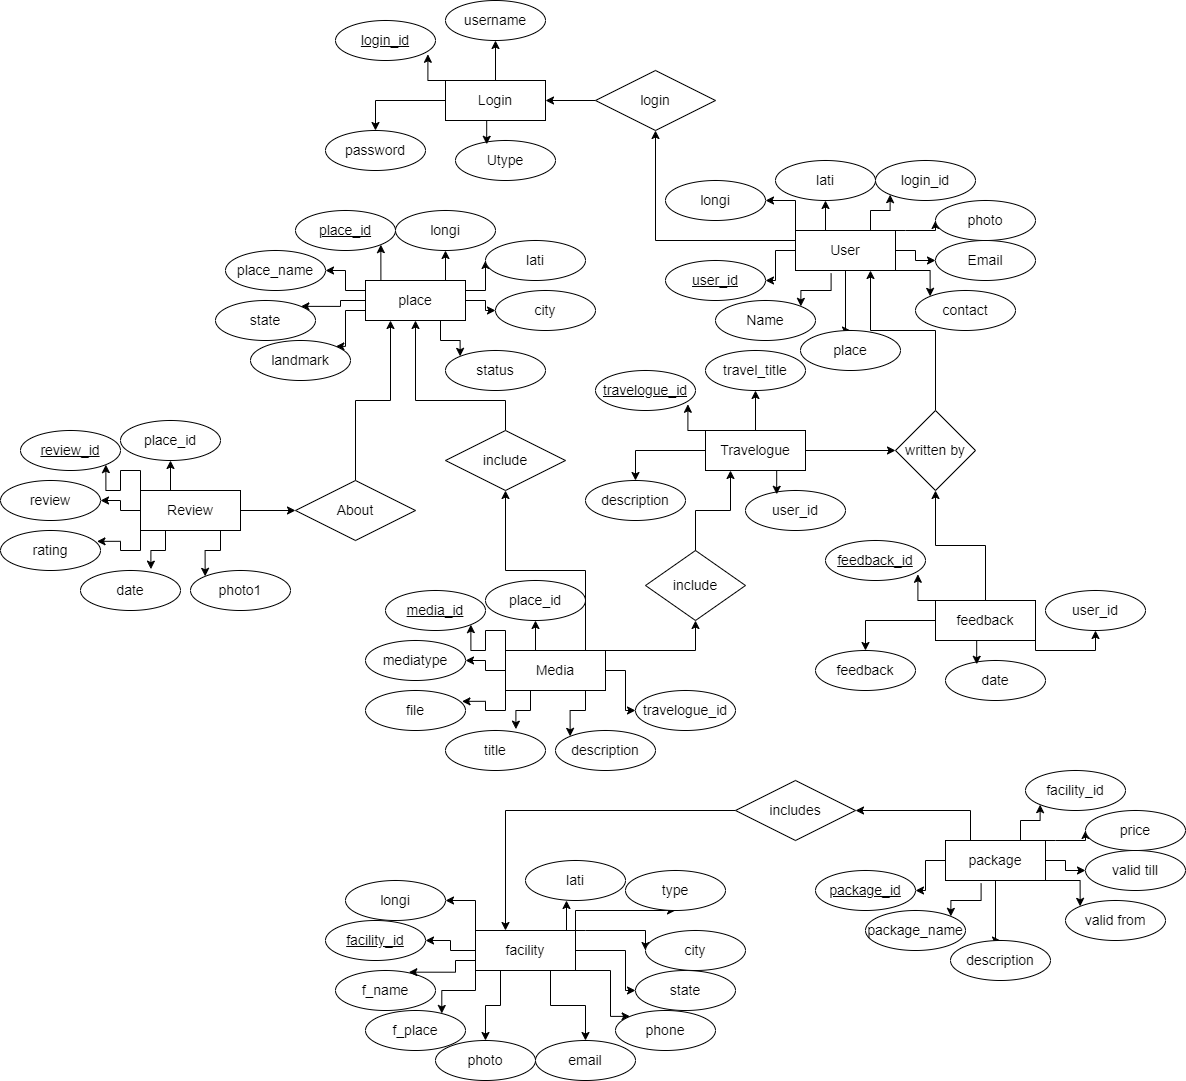 username
login_id
Login
login
password
Utype
lati
login_id
longi
photo
User
Email
user_id
Name
contact
place
place_id
longi
place_name
lati
place
state
city
landmark
status
travel_title
travelogue_id
Travelogue
written by
description
user_id
place_id
review_id
review
Review
About
rating
date
photo1
include
include
feedback_id
feedback
user_id
feedback
date
place_id
media_id
mediatype
Media
file
travelogue_id
title
description
includes
facility_id
price
package
valid till
package_id
package_name
valid from
description
lati
type
longi
facility_id
facility
city
f_name
state
f_place
phone
photo
email